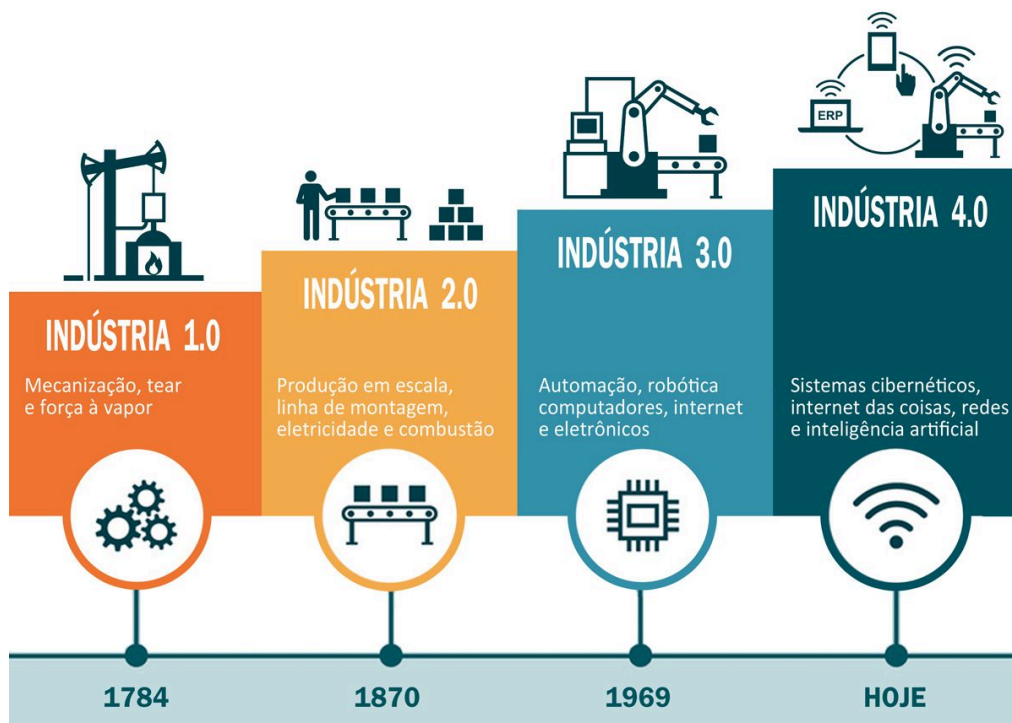 ERP
INDÚSTRIA 1.0
Mecanização, tear
e força à vapor
1784
INDÚSTRIA 2.0
Produção em escala,
linha de montagem,
eletricidade e combustão
1870
INDÚSTRIA 3.0
Automação, robótica
computadores, internet
e eletrônicos
1969
INDÚSTRIA 4.0
Sistemas cibernéticos,
internet das coisas, redes
e inteligência artificial
HOJE